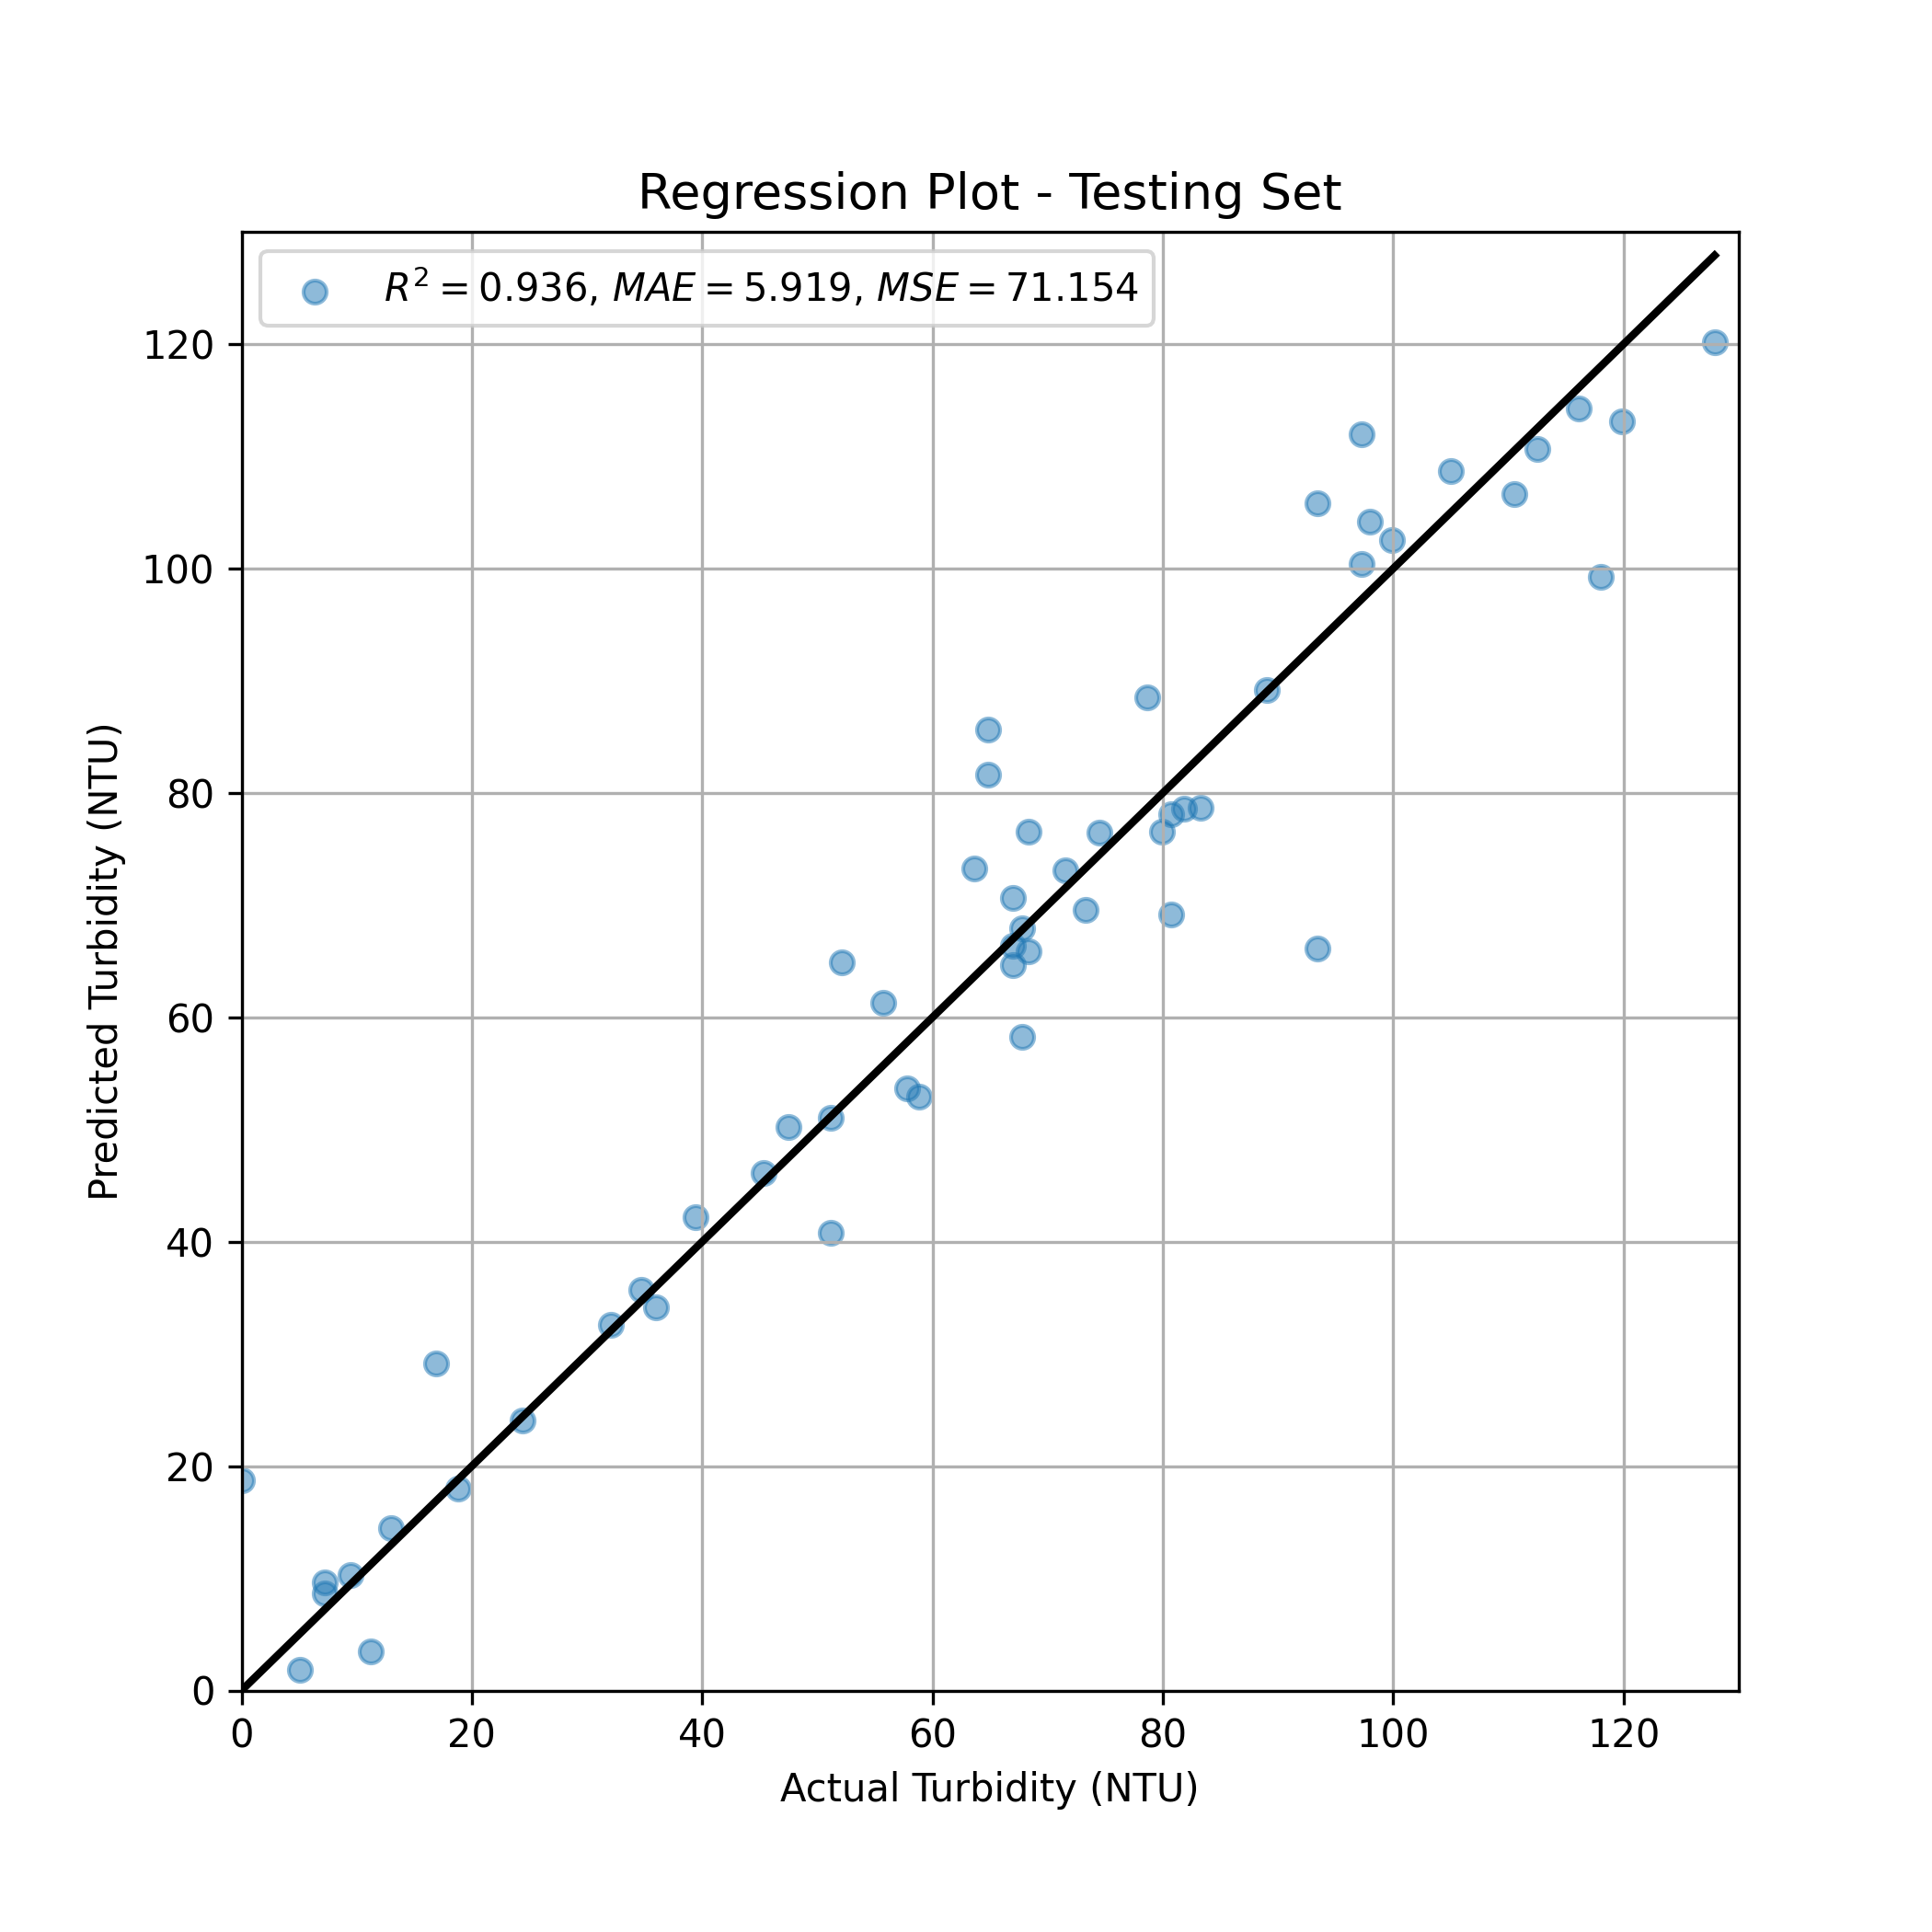 Regression Plot - Testing Set
R² = 0.936, MAE = 5.919, MSE = 71.154
120
100
80
60
40
20
0
Predicted Turbidity (NTU)
0 20 40 60 80 100 120
Actual Turbidity (NTU)